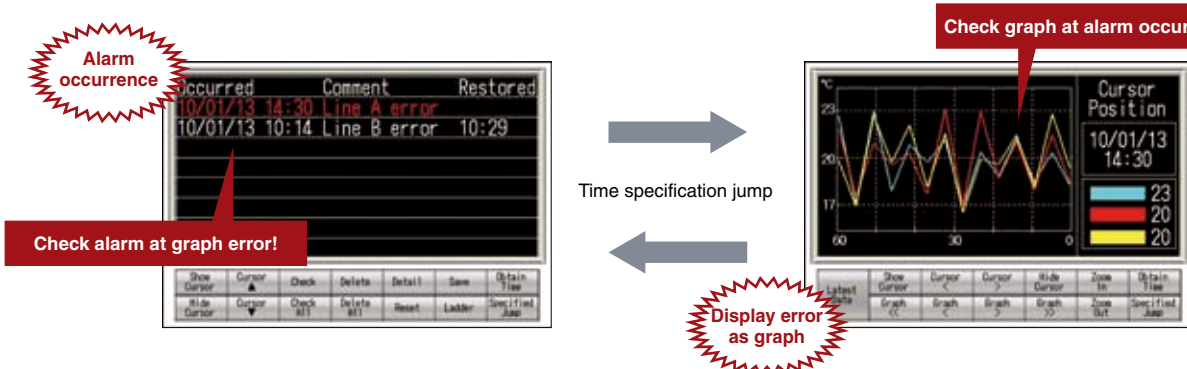 Check graph at alarm occur
Alarm
occurrence
Occurred Comment Restored
10/01/13 14:30 Line A error
10/01/13 10:14 Line B error 10:29
Check alarm at graph error!
Show Cursor
Cursor ▲
Check
Delete
Detail
Save
Obtain Time
Hide Cursor
Cursor ▼
Check All
Delete All
Reset
Ladder
Specified Jump
Time specification jump
°C
23
20
17
60 30 0
Cursor
Position
10/01/13
14:30
23
20
20
Latest Data
Show Cursor
Cursor <
Cursor >
Hide Cursor
Zoom In
Obtain Time
Graph <<
Graph <
Graph >
Graph >>
Zoom Out
Specified Jump
Display error
as graph